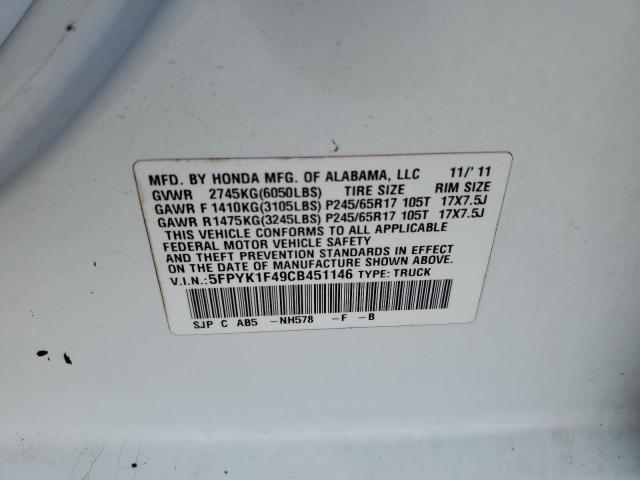 MFD. BY HONDA MFG. OF ALABAMA, LLC 11/'11
GVWR 2745KG(6050LBS) TIRE SIZE RIM SIZE
GAWR F 1410KG(3105LBS) P245/65R17 105T 17X7.5J
GAWR R1475KG(3245LBS) P245/65R17 105T 17X7.5J
THIS VEHICLE CONFORMS TO ALL APPLICABLE
FEDERAL MOTOR VEHICLE SAFETY
AND THEFT PREVENTION STANDARDS IN EFFECT
ON THE DATE OF MANUFACTURE SHOWN ABOVE.
V.I.N.:5FPYK1F49CB451146 TYPE: TRUCK
SJP C AB5 -NH578 -F -B